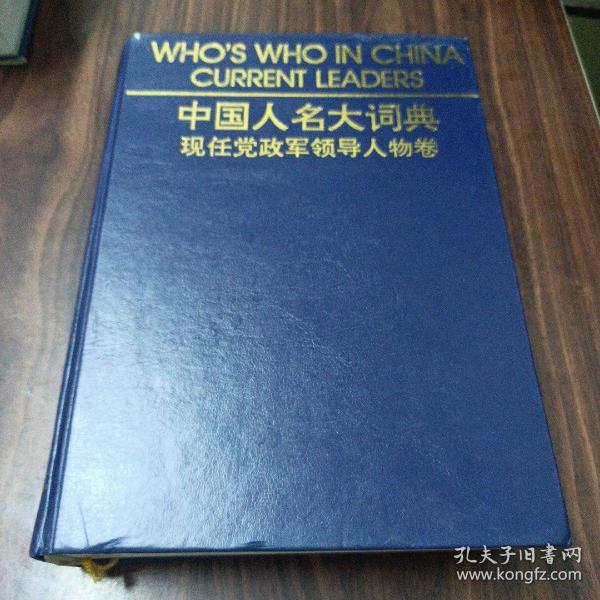 WHO'S WHO IN CHINA
CURRENT LEADERS
中国人名大词典
现任党政军领导人物卷
孔夫子旧书网
www.kongfz.com